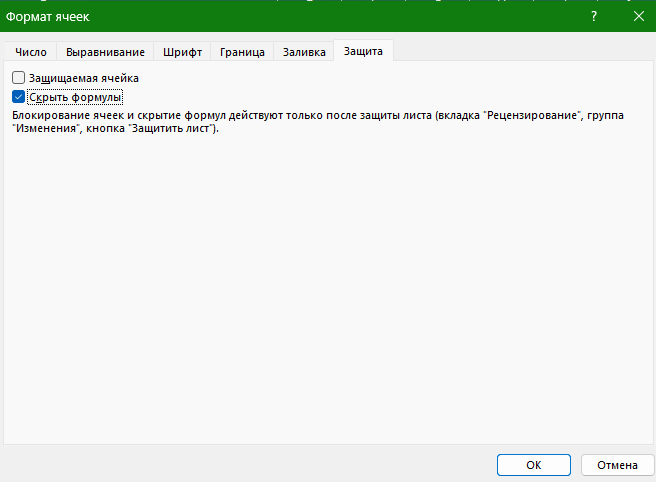 Формат ячеек ?
Число Выравнивание Шрифт Граница Заливка Защита
Защищаемая ячейка
Скрыть формулы
Блокирование ячеек и скрытие формул действуют только после защиты листа (вкладка "Рецензирование", группа
"Изменения", кнопка "Защитить лист").
ОК Отмена